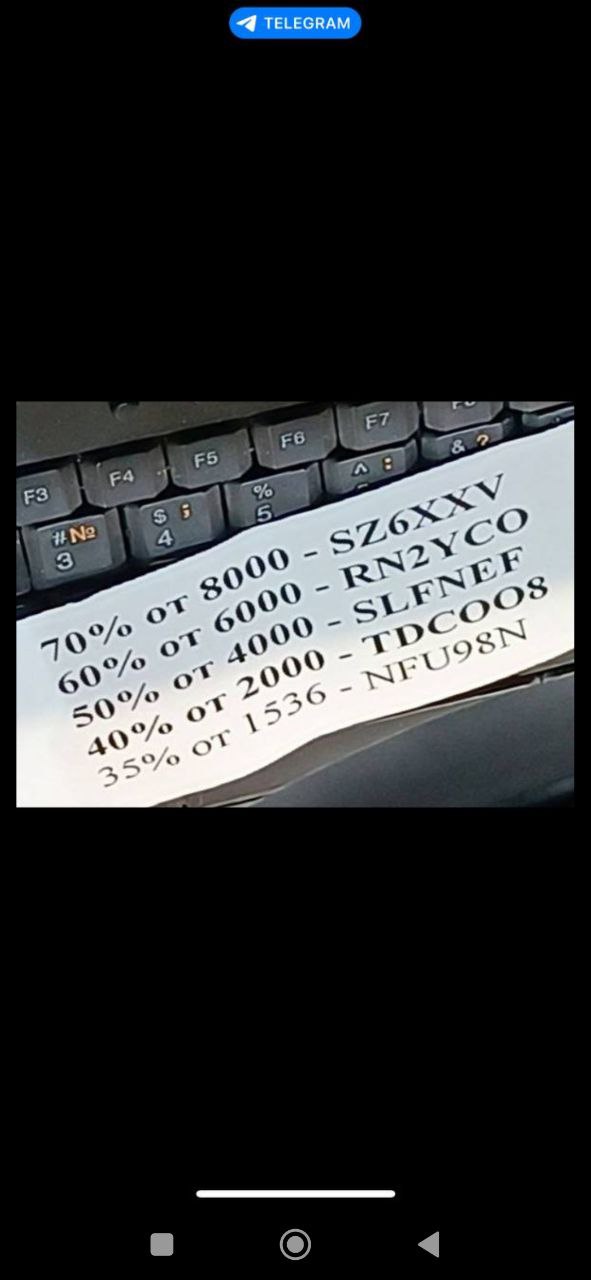 TELEGRAM
F3 F4 F5 F6 F7
#№ $ ; % ^ : & ?
3 4 5
70% от 8000 - SZ6XXV
60% от 6000 - RN2YCO
50% от 4000 - SLFNEF
40% от 2000 - TDCOO8
35% от 1536 - NFU98N